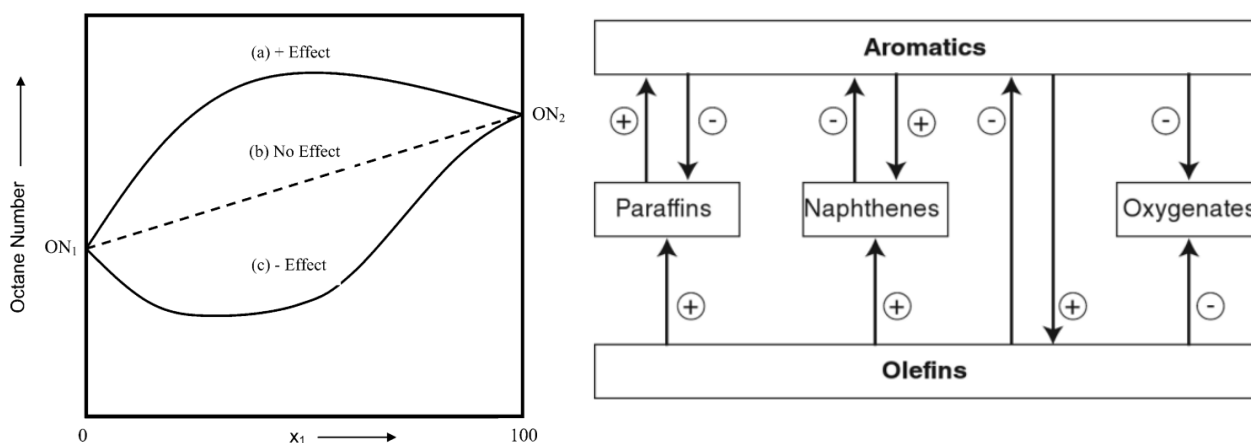 (a) + Effect
ON₂
(b) No Effect
ON₁
(c) - Effect
Octane Number
0
x₁
100
Aromatics
+
-
-
+
-
-
Paraffins
Naphthenes
Oxygenates
+
+
+
-
Olefins